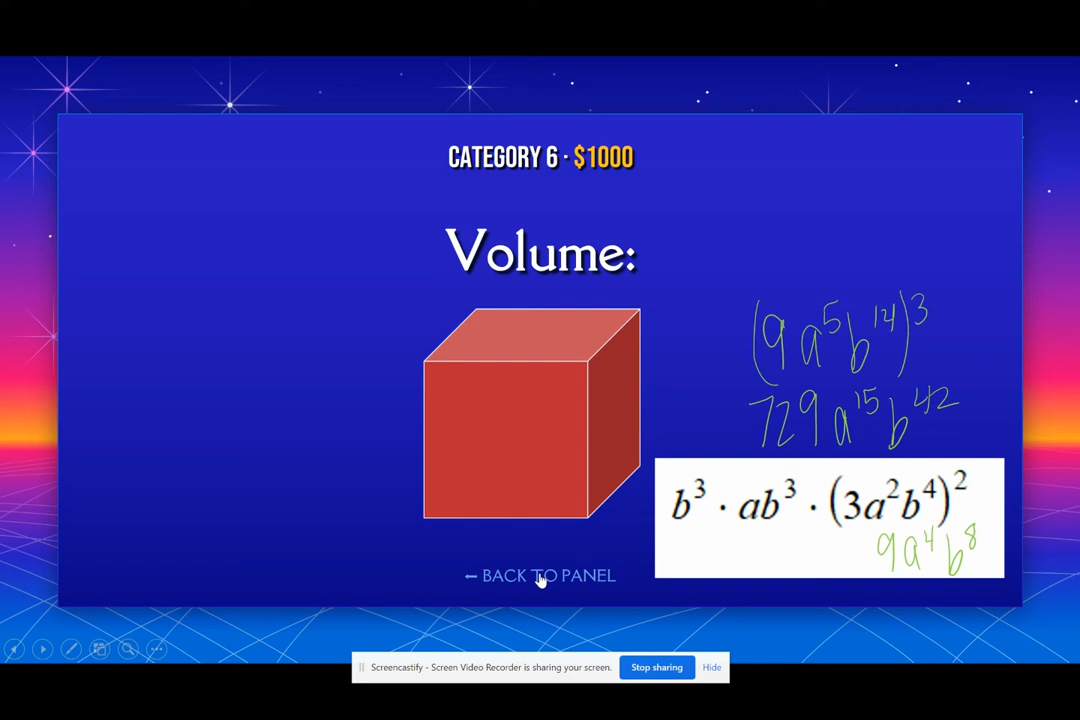 CATEGORY 6 · $1000
Volume:
(9a⁵b¹⁴)³
729a¹⁵b⁴²
b³ · ab³ · (3a²b⁴)²
9a⁴b⁸
← BACK TO PANEL
Screencastify - Screen Video Recorder is sharing your screen. Stop sharing Hide